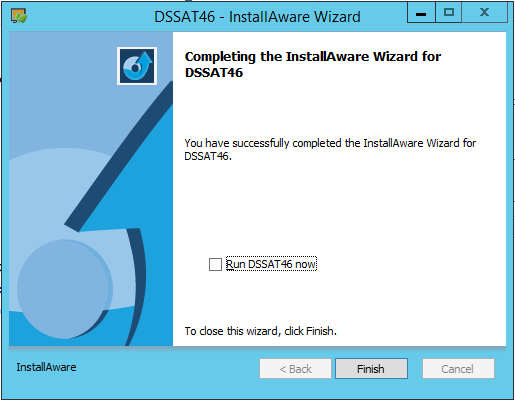 DSSAT46 - InstallAware Wizard
Completing the InstallAware Wizard for
DSSAT46
You have successfully completed the InstallAware Wizard for
DSSAT46.
Run DSSAT46 now
To close this wizard, click Finish.
InstallAware
< Back
Finish
Cancel